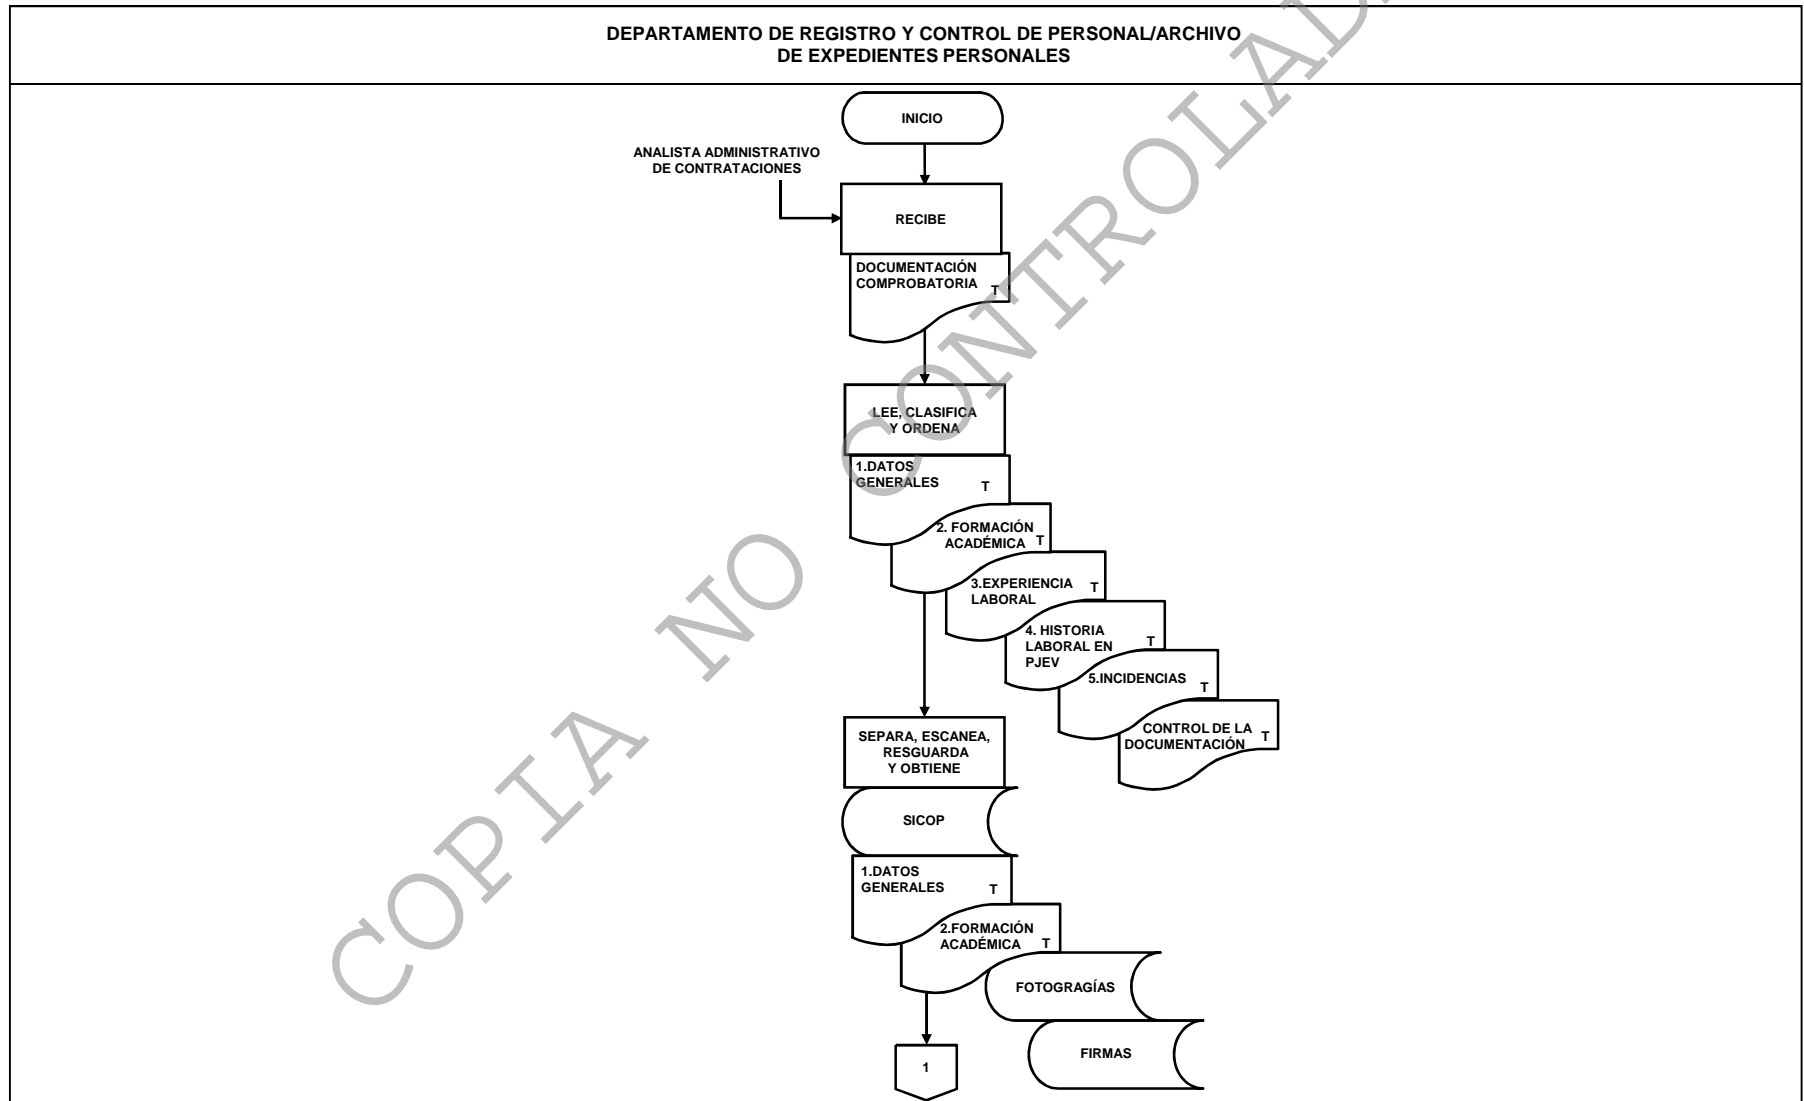 DEPARTAMENTO DE REGISTRO Y CONTROL DE PERSONAL/ARCHIVO
DE EXPEDIENTES PERSONALES
INICIO
ANALISTA ADMINISTRATIVO
DE CONTRATACIONES
RECIBE
DOCUMENTACIÓN
COMPROBATORIA T
LEE, CLASIFICA
Y ORDENA
1.DATOS
GENERALES T
2. FORMACIÓN
ACADÉMICA T
3.EXPERIENCIA T
LABORAL
4. HISTORIA
LABORAL EN T
PJEV
5.INCIDENCIAS T
CONTROL DE LA
DOCUMENTACIÓN T
SEPARA, ESCANEA,
RESGUARDA
Y OBTIENE
SICOP
1.DATOS
GENERALES T
2.FORMACIÓN
ACADÉMICA T
FOTOGRAGÍAS
FIRMAS
1
COPIA NO CONTROLAD